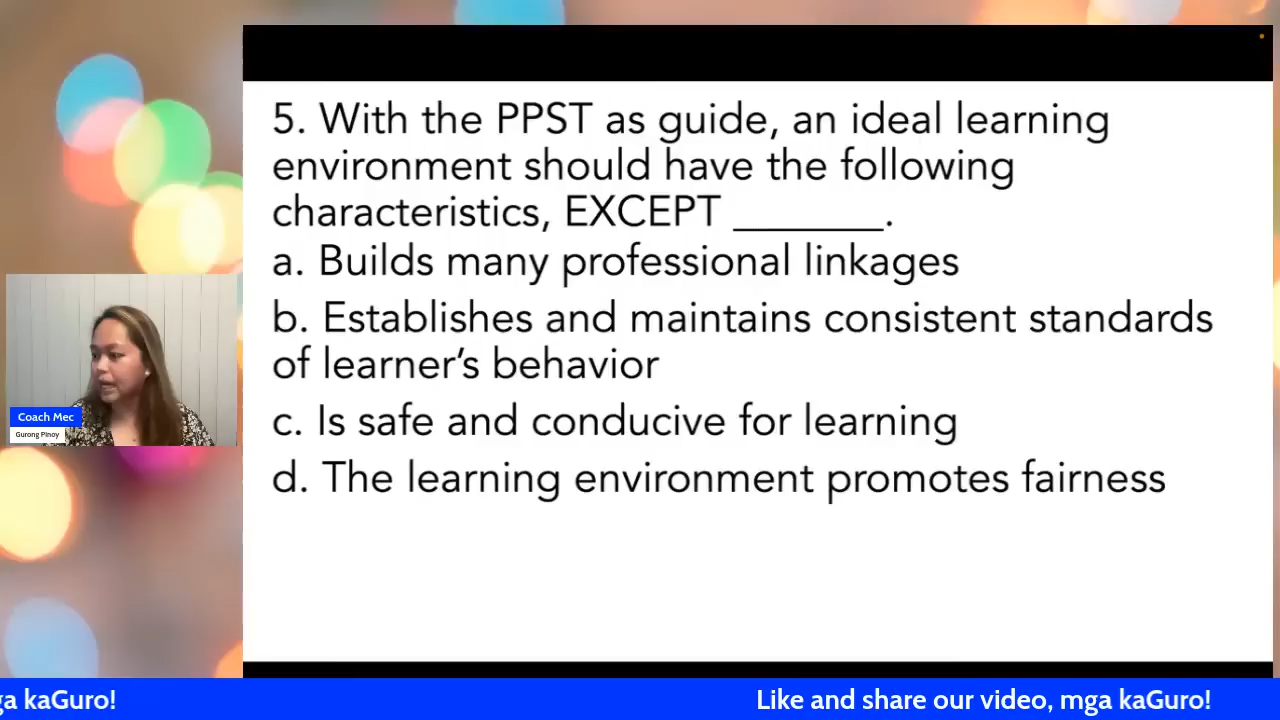 5. With the PPST as guide, an ideal learning
environment should have the following
characteristics, EXCEPT _______.
a. Builds many professional linkages
b. Establishes and maintains consistent standards
of learner’s behavior
c. Is safe and conducive for learning
d. The learning environment promotes fairness
Coach Mec
Gurong Pinoy
ga kaGuro!
Like and share our video, mga kaGuro!